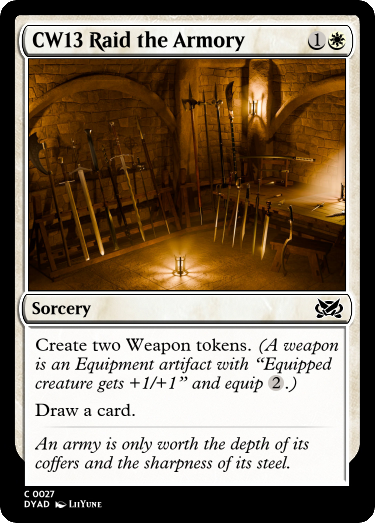 CW13 Raid the Armory 1
Sorcery
Create two Weapon tokens. (A weapon
is an Equipment artifact with “Equipped
creature gets +1/+1” and equip 2.)
Draw a card.
An army is only worth the depth of its
coffers and the sharpness of its steel.
C 0027
DYAD LiYune